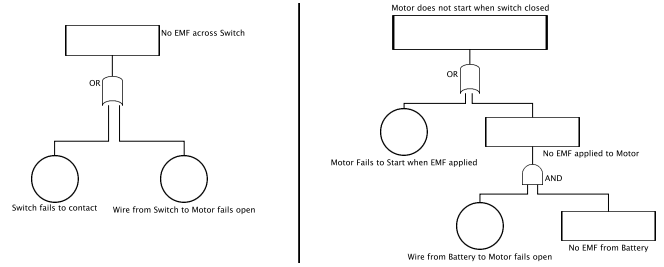 No EMF across Switch
OR
Switch fails to contact
Wire from Switch to Motor fails open
Motor does not start when switch closed
OR
Motor Fails to Start when EMF applied
No EMF applied to Motor
AND
Wire from Battery to Motor fails open
No EMF from Battery